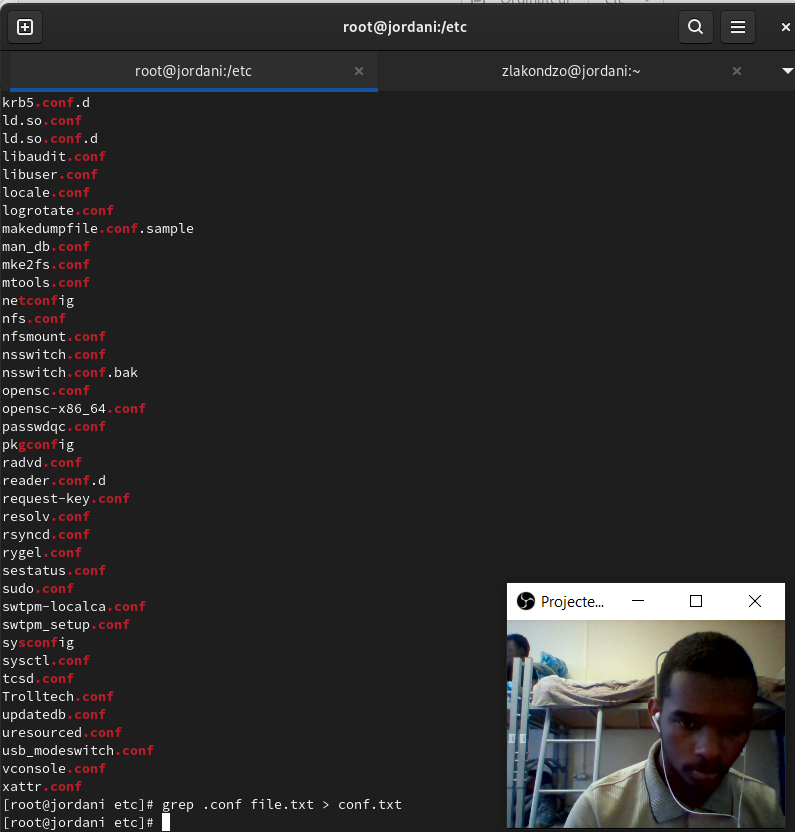 root@jordani:/etc
root@jordani:/etc
zlakondzo@jordani:~
krb5.conf.d
ld.so.conf
ld.so.conf.d
libaudit.conf
libuser.conf
locale.conf
logrotate.conf
makedumpfile.conf.sample
man_db.conf
mke2fs.conf
mtools.conf
netconfig
nfs.conf
nfsmount.conf
nsswitch.conf
nsswitch.conf.bak
opensc.conf
opensc-x86_64.conf
passwdqc.conf
pkgconfig
radvd.conf
reader.conf.d
request-key.conf
resolv.conf
rsyncd.conf
rygel.conf
sestatus.conf
sudo.conf
swtpm-localca.conf
swtpm_setup.conf
sysconfig
sysctl.conf
tcsd.conf
Trolltech.conf
updatedb.conf
uresourced.conf
usb_modeswitch.conf
vconsole.conf
xattr.conf
[root@jordani etc]# grep .conf file.txt > conf.txt
[root@jordani etc]#
Projecte...